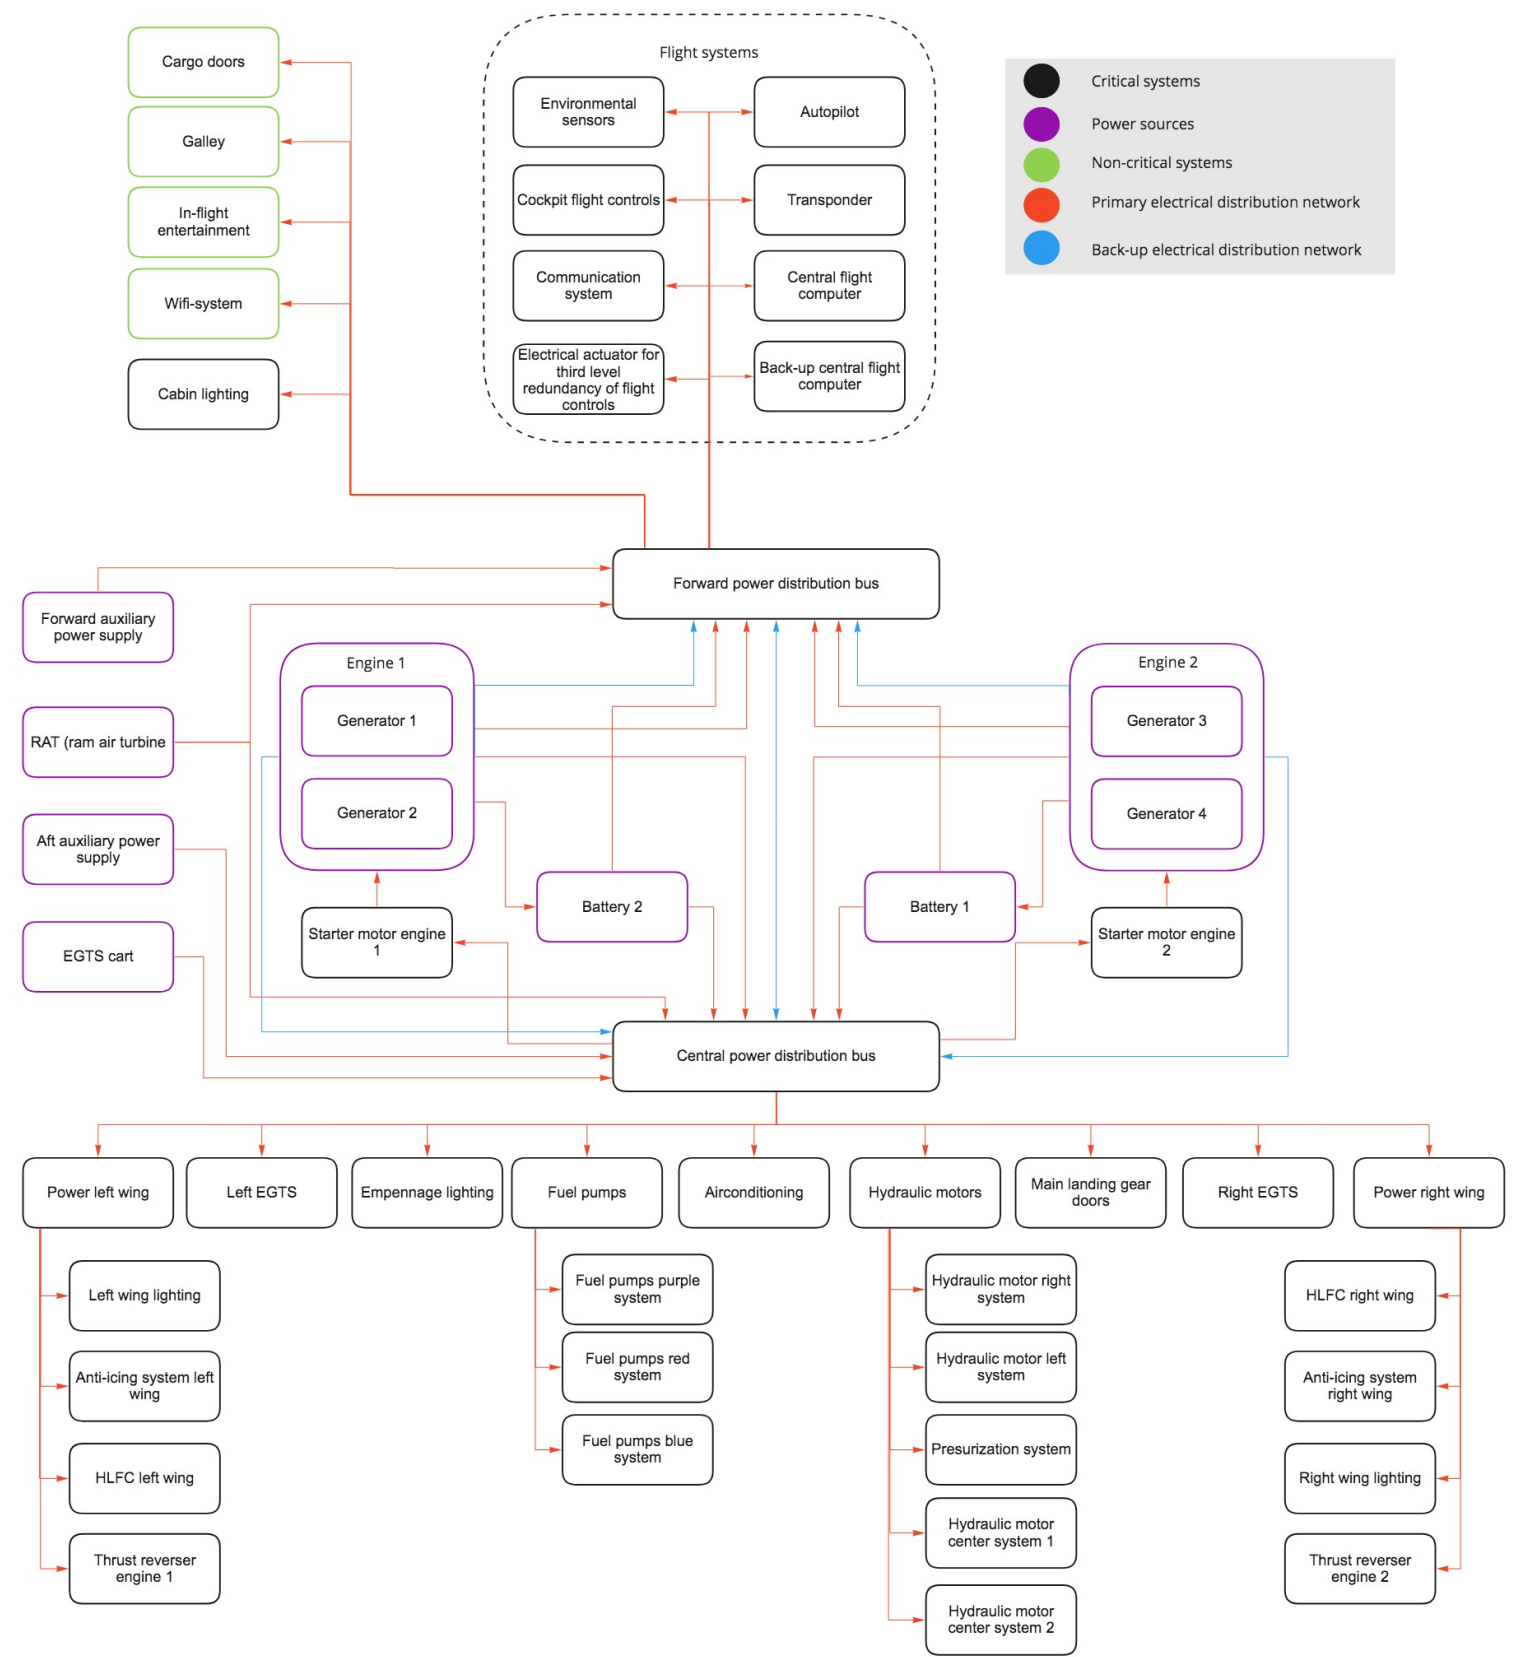 Cargo doors
Galley
In-flight
entertainment
Wifi-system
Cabin lighting
Flight systems
Environmental
sensors
Autopilot
Cockpit flight controls
Transponder
Communication
system
Central flight
computer
Electrical actuator for
third level
redundancy of flight
controls
Back-up central flight
computer
Critical systems
Power sources
Non-critical systems
Primary electrical distribution network
Back-up electrical distribution network
Forward power distribution bus
Forward auxiliary
power supply
RAT (ram air turbine
Aft auxiliary power
supply
EGTS cart
Engine 1
Generator 1
Generator 2
Engine 2
Generator 3
Generator 4
Battery 2
Battery 1
Starter motor engine
1
Starter motor engine
2
Central power distribution bus
Power left wing
Left EGTS
Empennage lighting
Fuel pumps
Airconditioning
Hydraulic motors
Main landing gear
doors
Right EGTS
Power right wing
Left wing lighting
Anti-icing system left
wing
HLFC left wing
Thrust reverser
engine 1
Fuel pumps purple
system
Fuel pumps red
system
Fuel pumps blue
system
Hydraulic motor right
system
Hydraulic motor left
system
Presurization system
Hydraulic motor
center system 1
Hydraulic motor
center system 2
HLFC right wing
Anti-icing system
right wing
Right wing lighting
Thrust reverser
engine 2